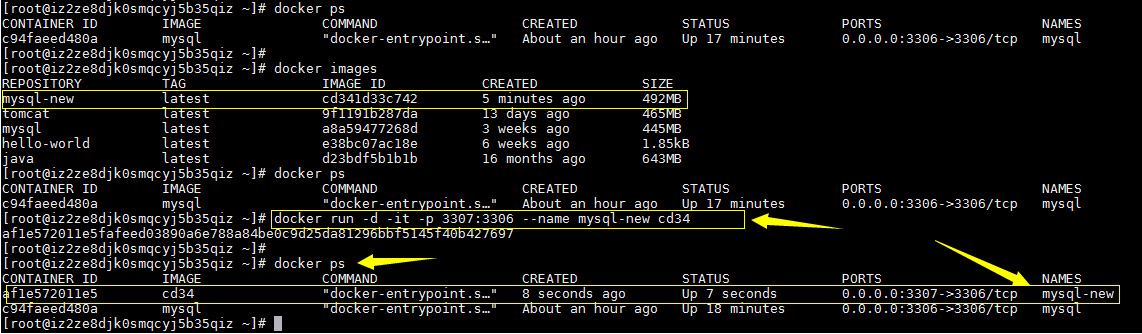 [root@iz2ze8djk0smqcyj5b35qiz ~]# docker ps
CONTAINER ID IMAGE COMMAND CREATED STATUS PORTS NAMES
c94faeed480a mysql "docker-entrypoint.s…" About an hour ago Up 17 minutes 0.0.0.0:3306->3306/tcp mysql
[root@iz2ze8djk0smqcyj5b35qiz ~]#
[root@iz2ze8djk0smqcyj5b35qiz ~]# docker images
REPOSITORY TAG IMAGE ID CREATED SIZE
mysql-new latest cd341d33c742 5 minutes ago 492MB
tomcat latest 9f1191b287da 13 days ago 465MB
mysql latest a8a59477268d 3 weeks ago 445MB
hello-world latest e38bc07ac18e 6 weeks ago 1.85kB
java latest d23bdf5b1b1b 16 months ago 643MB
[root@iz2ze8djk0smqcyj5b35qiz ~]# docker ps
CONTAINER ID IMAGE COMMAND CREATED STATUS PORTS NAMES
c94faeed480a mysql "docker-entrypoint.s…" About an hour ago Up 17 minutes 0.0.0.0:3306->3306/tcp mysql
[root@iz2ze8djk0smqcyj5b35qiz ~]# docker run -d -it -p 3307:3306 --name mysql-new cd34
af1e572011e5fafeed03890a6e788a84be0c9d25da81296bbf5145f40b427697
[root@iz2ze8djk0smqcyj5b35qiz ~]#
[root@iz2ze8djk0smqcyj5b35qiz ~]# docker ps
CONTAINER ID IMAGE COMMAND CREATED STATUS PORTS NAMES
af1e572011e5 cd34 "docker-entrypoint.s…" 8 seconds ago Up 7 seconds 0.0.0.0:3307->3306/tcp mysql-new
c94faeed480a mysql "docker-entrypoint.s…" About an hour ago Up 18 minutes 0.0.0.0:3306->3306/tcp mysql
[root@iz2ze8djk0smqcyj5b35qiz ~]#